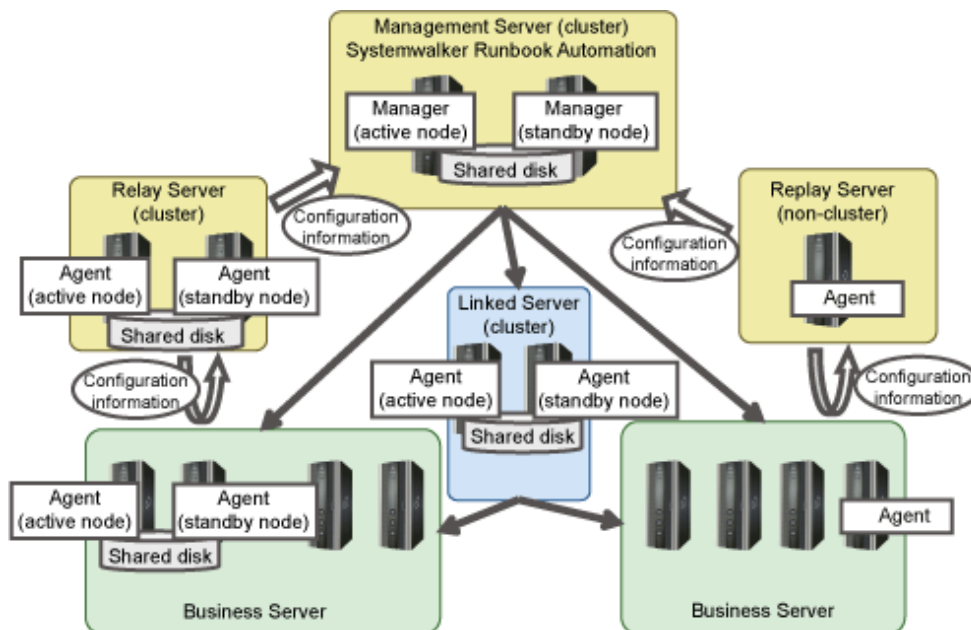 Management Server (cluster)
Systemwalker Runbook Automation
Manager
(active node)
Manager
(standby node)
Shared disk
Relay Server
(cluster)
Configuration
information
Agent
(active node)
Agent
(standby node)
Shared disk
Configuration
information
Replay Server
(non-cluster)
Configuration
information
Agent
Configuration
information
Linked Server
(cluster)
Agent
(active node)
Agent
(standby node)
Shared disk
Agent
(active node)
Agent
(standby node)
Shared disk
Business Server
Agent
Business Server